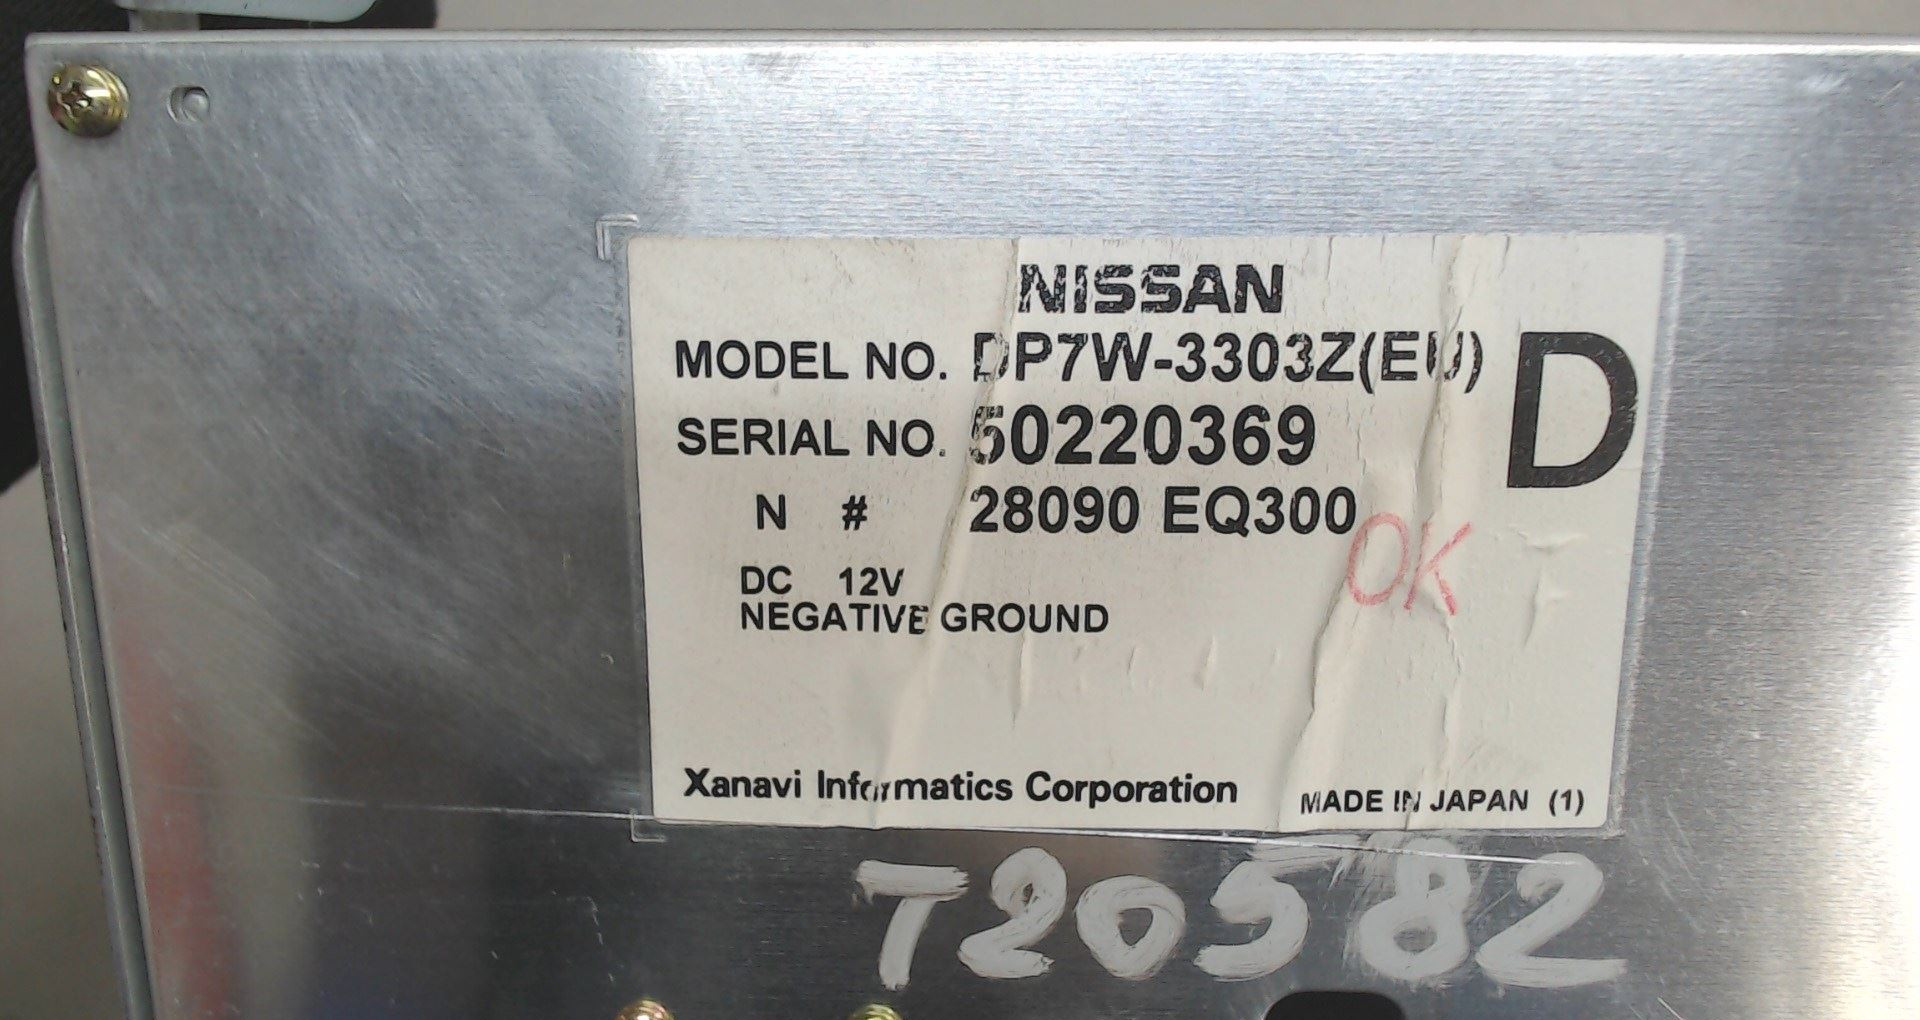 NISSAN
MODEL NO. DP7W-3303Z(EU)
D
SERIAL NO. 50220369
N # 28090 EQ300
OK
DC 12V
NEGATIVE GROUND
Xanavi Informatics Corporation
MADE IN JAPAN (1)
T20582